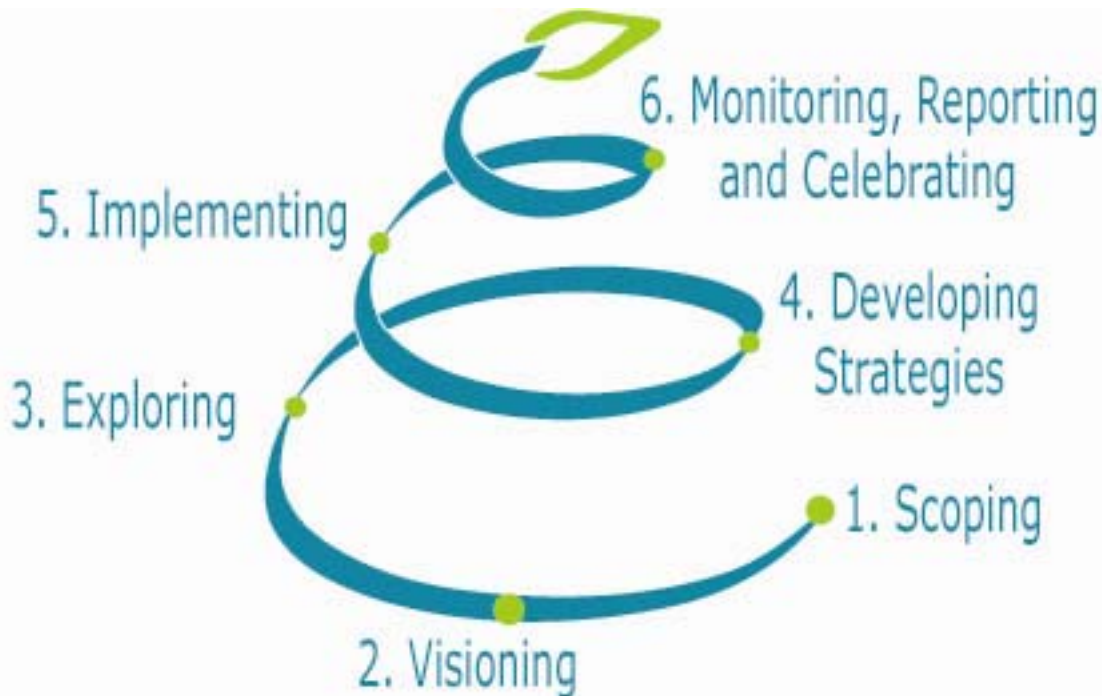 6. Monitoring, Reporting
and Celebrating
5. Implementing
4. Developing
Strategies
3. Exploring
1. Scoping
2. Visioning